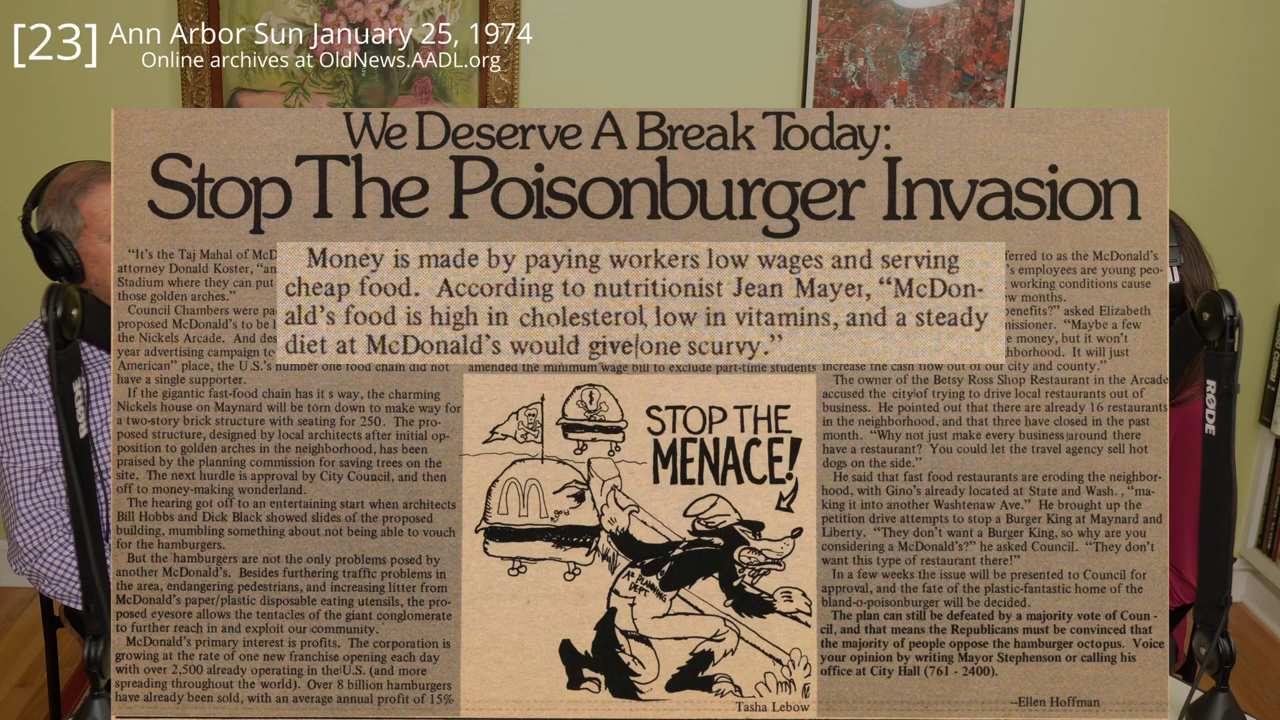 [23] Ann Arbor Sun January 25, 1974
Online archives at OldNews.AADL.org
We Deserve A Break Today:
Stop The Poisonburger Invasion
"It's the Taj Mahal of McD
attorney Donald Koster, "an
Stadium where they can put
those golden arches."
Council Chambers were pa
proposed McDonald's to be l
the Nickels Arcade. And des
year advertising campaign to
American" place, the U.S.'s number one food chain did not
have a single supporter.
If the gigantic fast-food chain has it s way, the charming
Nickels house on Maynard will be torn down to make way for
a two-story brick structure with seating for 250. The pro-
posed structure, designed by local architects after initial op-
position to golden arches in the neighborhood, has been
praised by the planning commission for saving trees on the
site. The next hurdle is approval by City Council, and then
off to money-making wonderland.
The hearing got off to an entertaining start when architects
Bill Hobbs and Dick Black showed slides of the proposed
building, mumbling something about not being able to vouch
for the hamburgers.
But the hamburgers are not the only problems posed by
another McDonald's. Besides furthering traffic problems in
the area, endangering pedestrians, and increasing litter from
McDonald's paper/plastic disposable eating utensils, the pro-
posed eyesore allows the tentacles of the giant conglomerate
to further reach in and exploit our community.
McDonald's primary interest is profits. The corporation is
growing at the rate of one new franchise opening each day
with over 2,500 already operating in the U.S. (and more
spreading throughout the world). Over 8 billion hamburgers
have already been sold, with an average annual profit of 15%
Money is made by paying workers low wages and serving
cheap food. According to nutritionist Jean Mayer, "McDon-
ald's food is high in cholesterol, low in vitamins, and a steady
diet at McDonald's would give one scurvy."
amended the minimum wage bill to exclude part-time students
STOP THE
MENACE!
A² PLANNING
DEPT
Tasha Lebow
ferred to as the McDonald's
's employees are young peo-
working conditions cause
ew months.
benefits?" asked Elizabeth
missioner. "Maybe a few
e money, but it won't
hborhood. It will just
increase the cash flow out of our city and county."
The owner of the Betsy Ross Shop Restaurant in the Arcade
accused the city of trying to drive local restaurants out of
business. He pointed out that there are already 16 restaurants
in the neighborhood, and that three have closed in the past
month. "Why not just make every business around there
have a restaurant? You could let the travel agency sell hot
dogs on the side."
He said that fast food restaurants are eroding the neighbor-
hood, with Gino's already located at State and Wash., "ma-
king it into another Washtenaw Ave." He brought up the
petition drive attempts to stop a Burger King at Maynard and
Liberty. "They don't want a Burger King, so why are you
considering a McDonald's?" he asked Council. "They don't
want this type of restaurant there!"
In a few weeks the issue will be presented to Council for
approval, and the fate of the plastic-fantastic home of the
bland-o-poisonburger will be decided.
The plan can still be defeated by a majority vote of Coun -
cil, and that means the Republicans must be convinced that
the majority of people oppose the hamburger octopus. Voice
your opinion by writing Mayor Stephenson or calling his
office at City Hall (761 - 2400).
--Ellen Hoffman
RØDE
RØDE